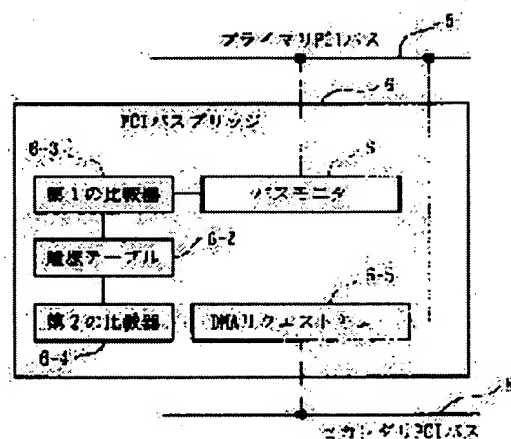 プライマリPCIバス
5
6
PCIバスブリッジ
6-3
第1の比較器
バスモニタ
6-2
履歴テーブル
6-5
第2の比較器
DMAリクエスト
6-4
セカンダリPCIバス